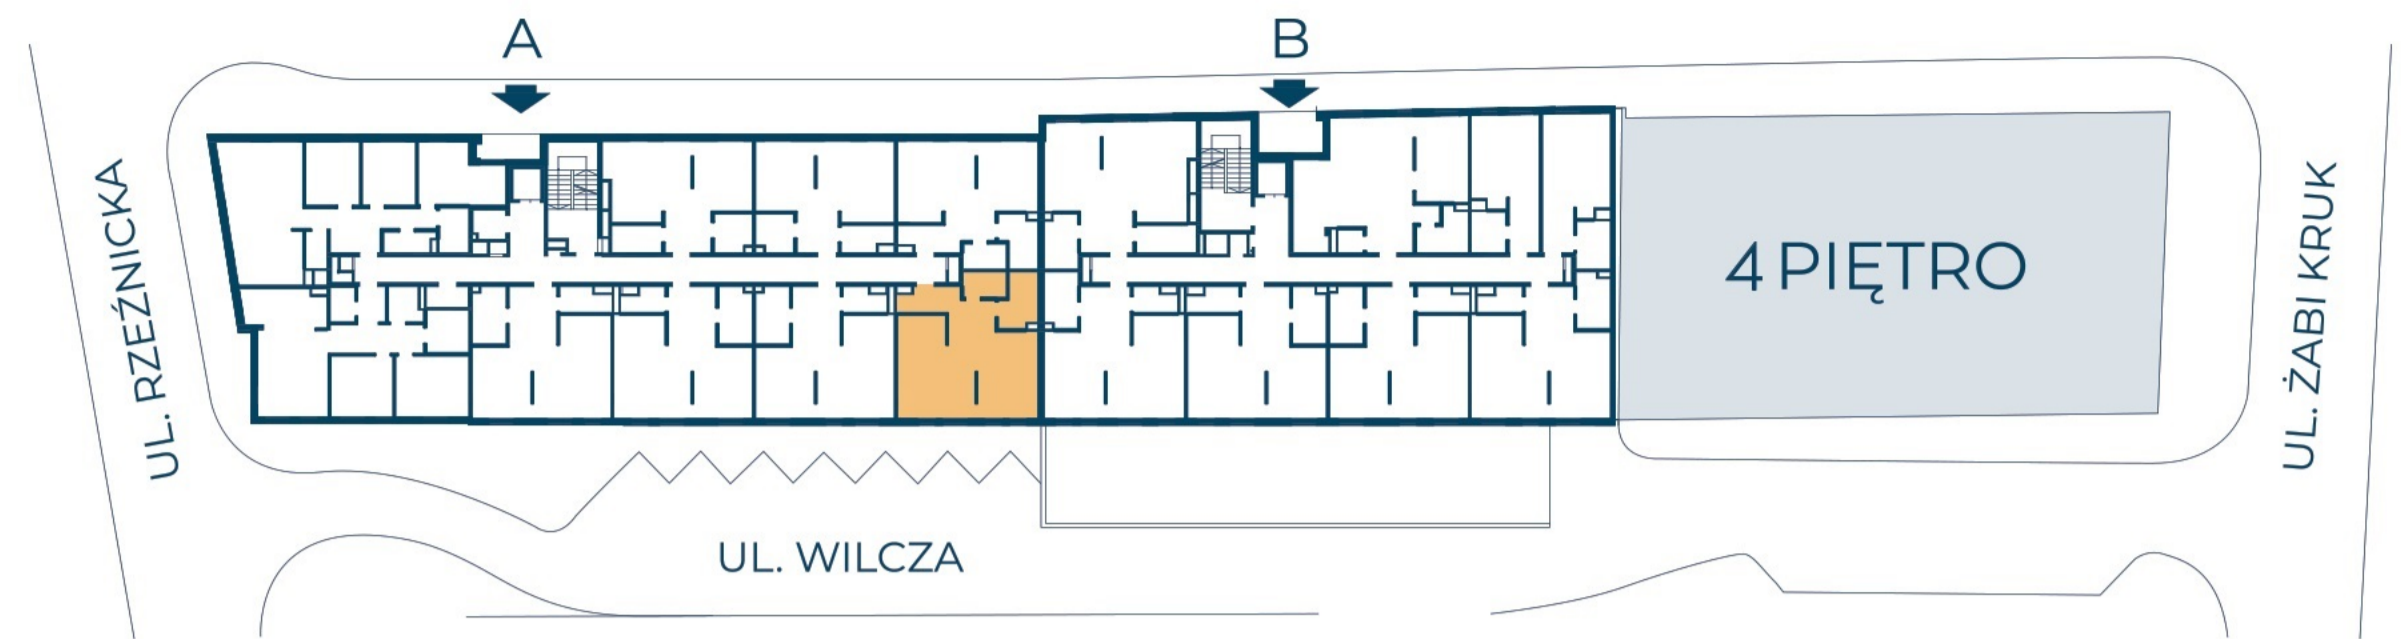 A
B
UL. RZEŹNICKA
4 PIĘTRO
UL. ŻABI KRUK
UL. WILCZA